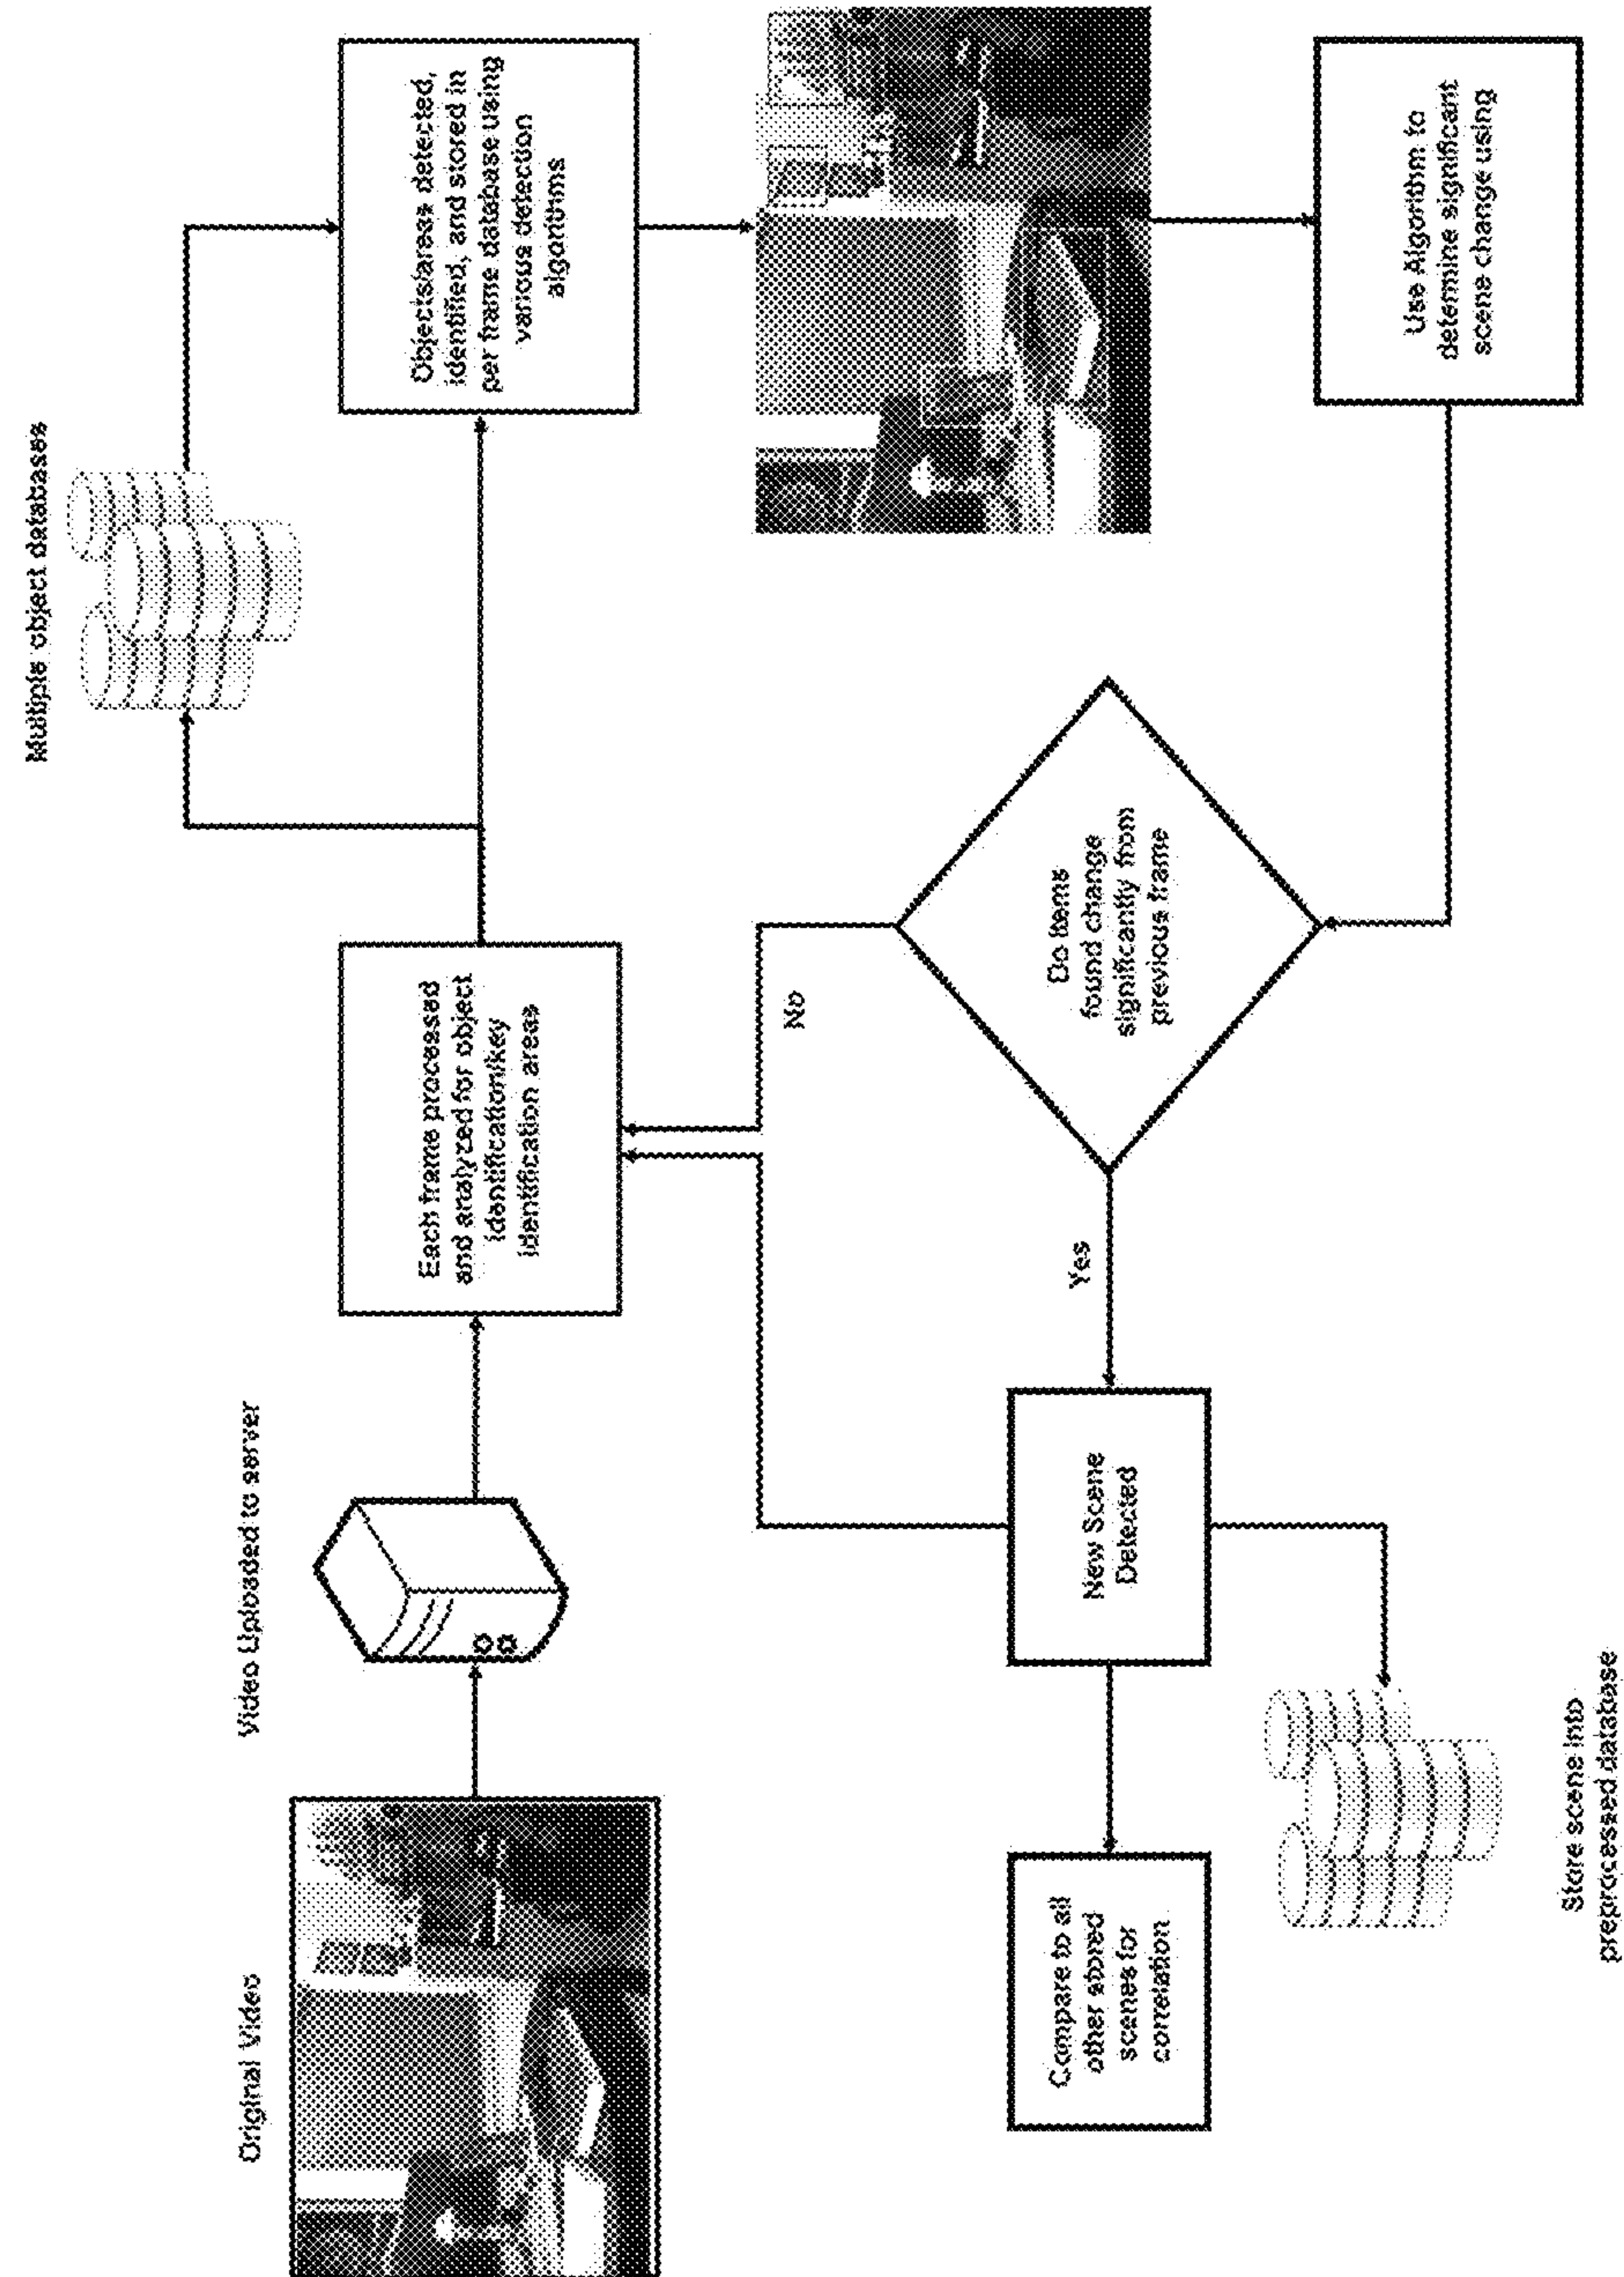 Original Video
Video Uploaded to server
Multiple object databases
Each frame processed
and analyzed for object
identification/key
identification areas
Objects/areas detected,
identified, and stored in
per frame database using
various detection
algorithms
Use Algorithm to
determine significant
scene change using
Do items
found change
significantly from
previous frame
No
Yes
New Scene
Detected
Compare to all
other stored
scenes for
correlation
Store scene into
preprocessed database